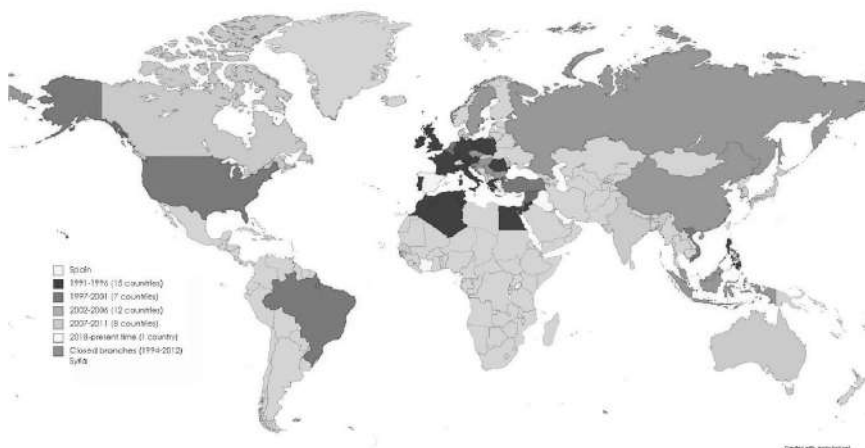 Spain
1991-1996 (15 countries)
1997-2001 (7 countries)
2002-2006 (12 countries)
2007-2011 (8 countries)
2018-present time (1 country)
Closed branches (1994-2012)
Syria